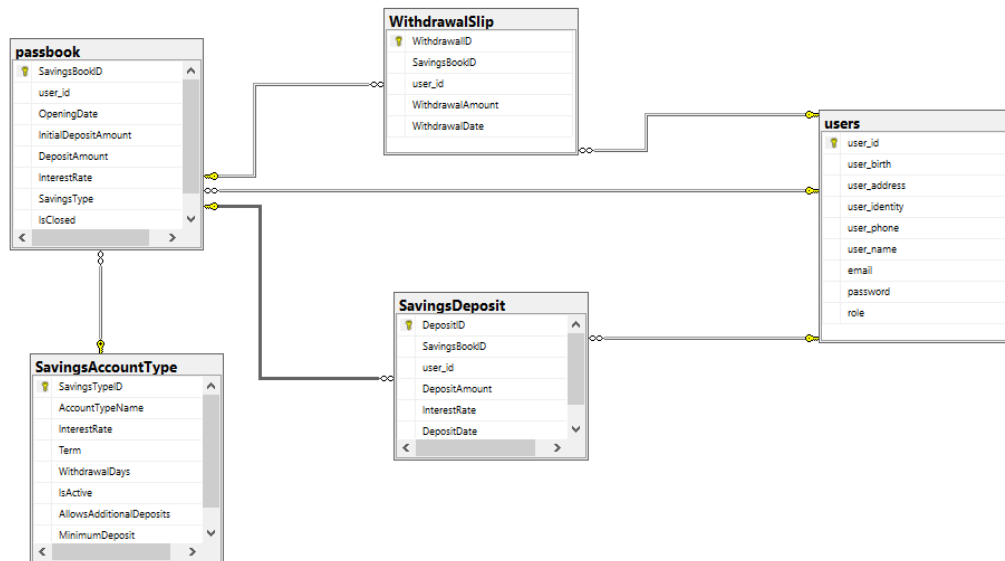 passbook
SavingsBookID
user_id
OpeningDate
InitialDepositAmount
DepositAmount
InterestRate
SavingsType
IsClosed
WithdrawalSlip
WithdrawalID
SavingsBookID
user_id
WithdrawalAmount
WithdrawalDate
users
user_id
user_birth
user_address
user_identity
user_phone
user_name
email
password
role
SavingsDeposit
DepositID
SavingsBookID
user_id
DepositAmount
InterestRate
DepositDate
SavingsAccountType
SavingsTypeID
AccountTypeName
InterestRate
Term
WithdrawalDays
IsActive
AllowsAdditionalDeposits
MinimumDeposit